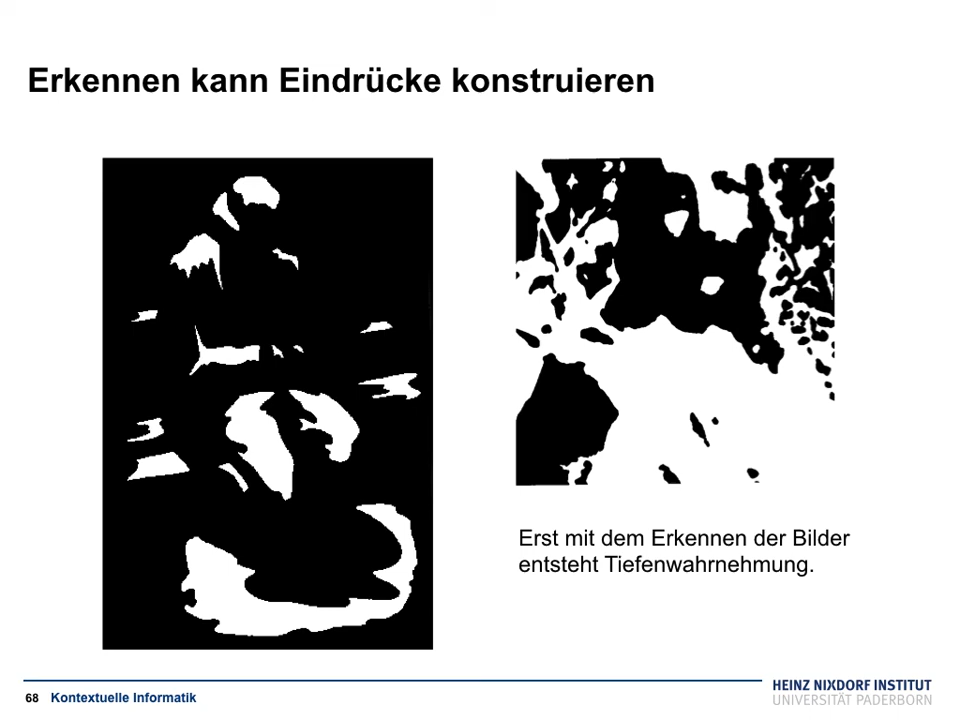 Erkennen kann Eindrücke konstruieren
Erst mit dem Erkennen der Bilder
entsteht Tiefenwahrnehmung.
68 Kontextuelle Informatik
HEINZ NIXDORF INSTITUT
UNIVERSITÄT PADERBORN